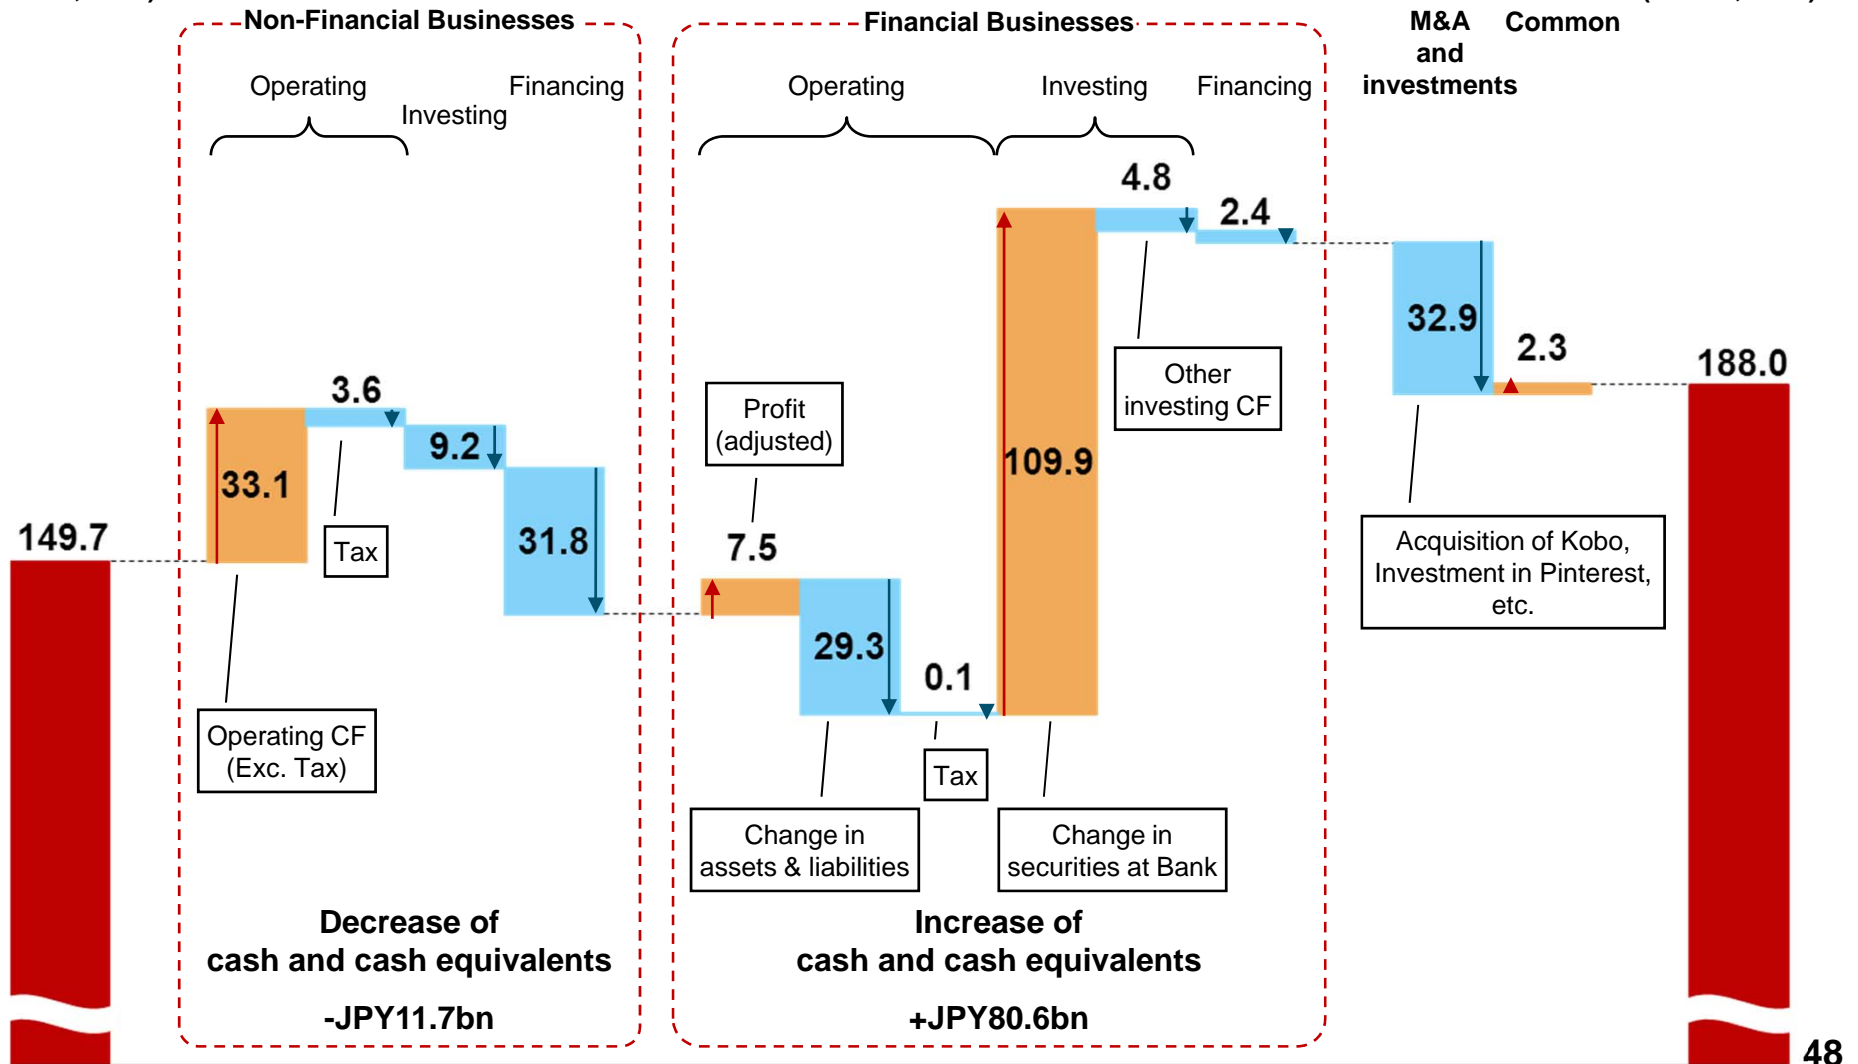 Non-Financial Businesses
Financial Businesses
M&A
and
investments
Common
Operating
Investing
Financing
Operating
Investing
Financing
149.7
33.1
3.6
9.2
31.8
Tax
Operating CF
(Exc. Tax)
Profit
(adjusted)
7.5
29.3
0.1
Tax
Change in
assets & liabilities
109.9
Change in
securities at Bank
4.8
2.4
Other
investing CF
32.9
2.3
Acquisition of Kobo,
Investment in Pinterest,
etc.
188.0
Decrease of
cash and cash equivalents
-JPY11.7bn
Increase of
cash and cash equivalents
+JPY80.6bn
48